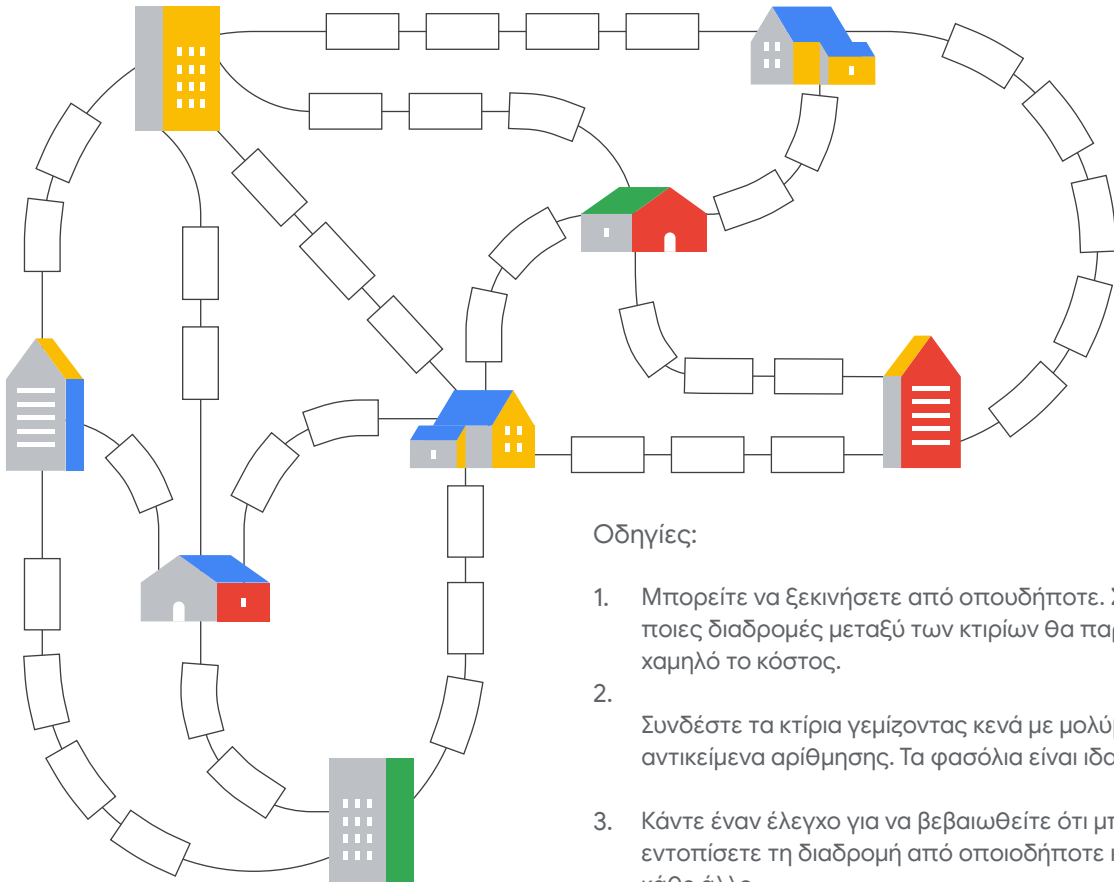 Οδηγίες:
1. Μπορείτε να ξεκινήσετε από οπουδήποτε.
ποιες διαδρομές μεταξύ των κτιρίων θα
χαμηλό το κόστος.
2.
Συνδέστε τα κτίρια γεμίζοντας κενά με
αντικείμενα αρίθμησης. Τα φασόλια είναι
3. Κάντε έναν έλεγχο για να βεβαιωθείτε ότι
εντοπίσετε τη διαδρομή από οποιοδήποτε